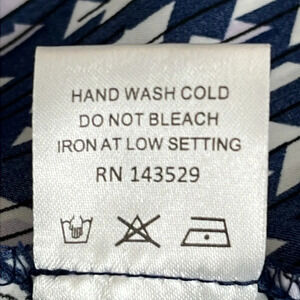 HAND WASH COLD
DO NOT BLEACH
IRON AT LOW SETTING
RN 143529